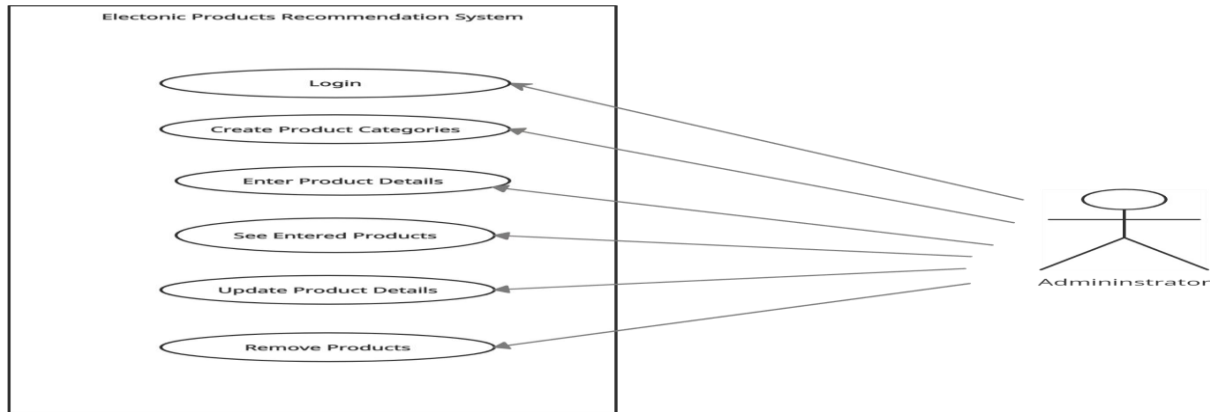 Electonic Products Recommendation System
Login
Create Product Categories
Enter Product Details
See Entered Products
Update Product Details
Remove Products
Admininstrator